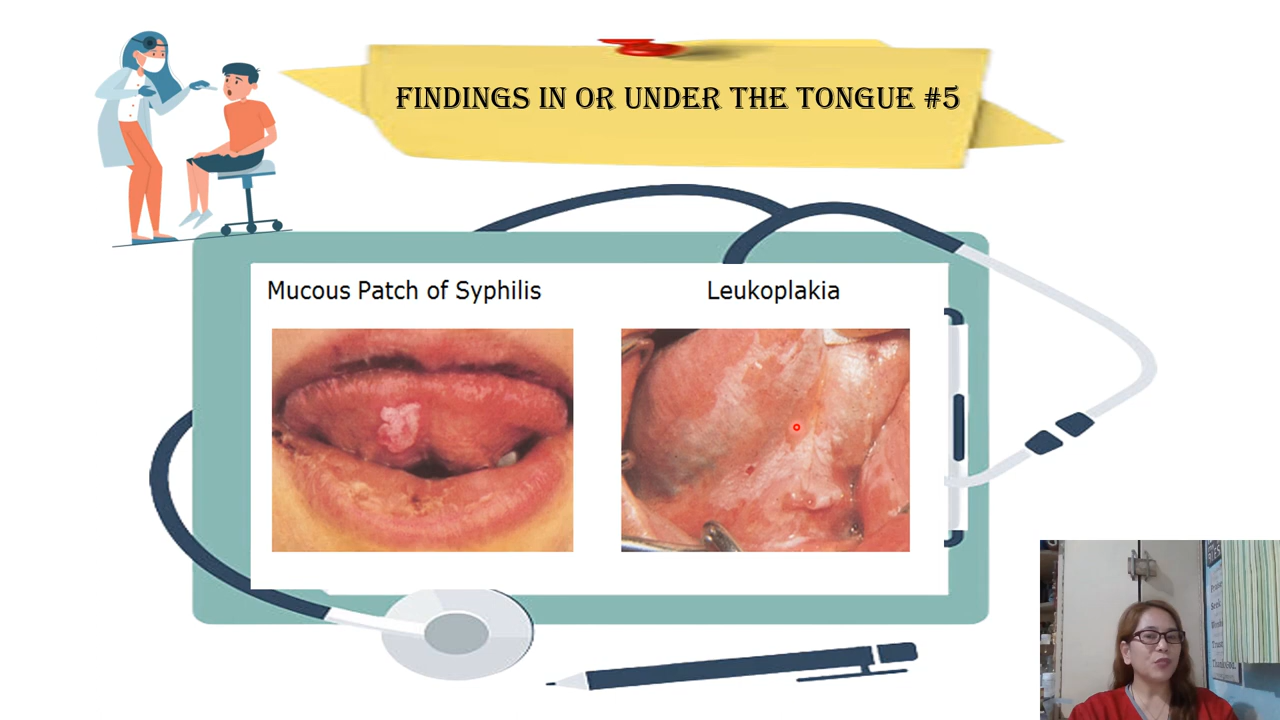 FINDINGS IN OR UNDER THE TONGUE #5
Mucous Patch of Syphilis
Leukoplakia